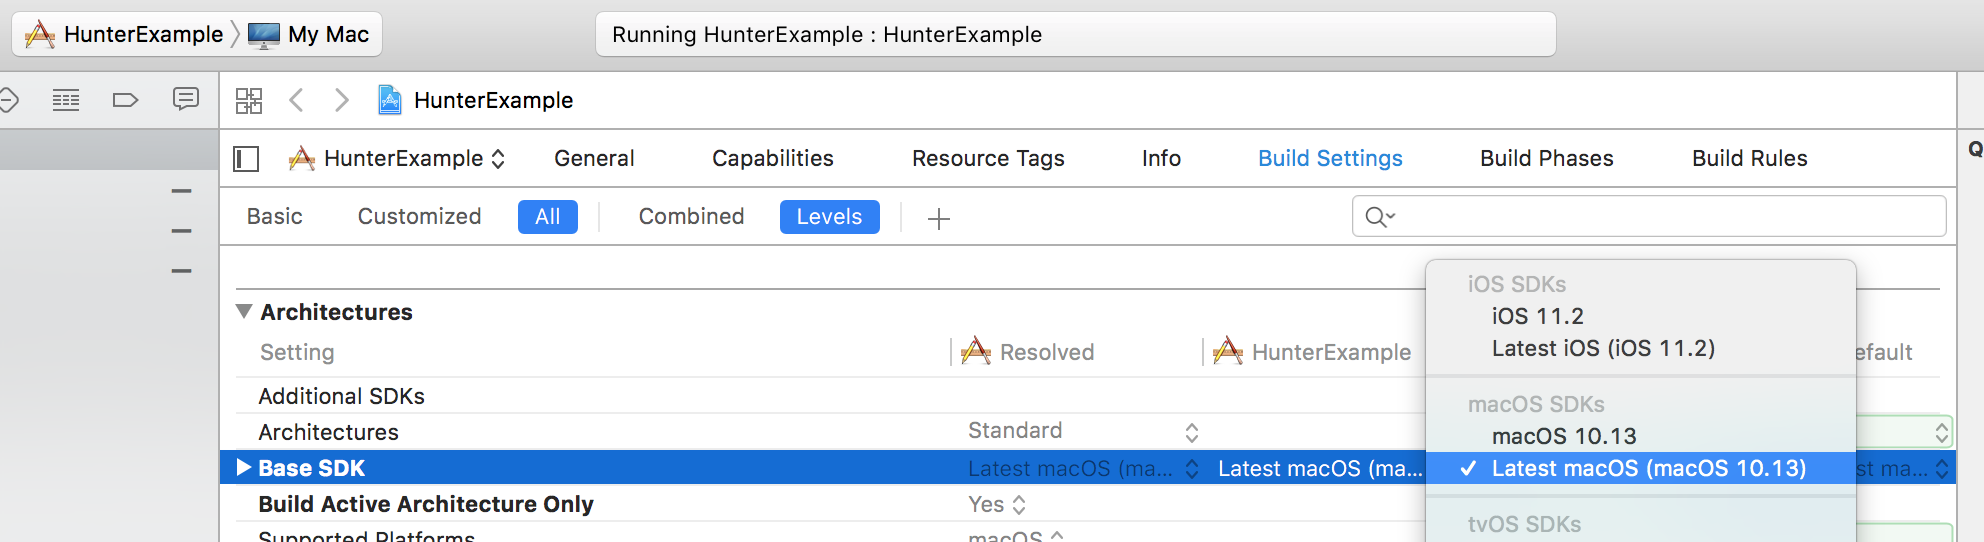 HunterExample My Mac Running HunterExample : HunterExample
HunterExample
HunterExample General Capabilities Resource Tags Info Build Settings Build Phases Build Rules Q
Basic Customized All Combined Levels
Architectures
Setting Resolved HunterExample efault
Additional SDKs
Architectures Standard
Base SDK Latest macOS (ma... Latest macOS (ma... st ma...
Build Active Architecture Only Yes
Supported Platforms macOS
iOS SDKs
iOS 11.2
Latest iOS (iOS 11.2)
macOS SDKs
macOS 10.13
✓ Latest macOS (macOS 10.13)
tvOS SDKs